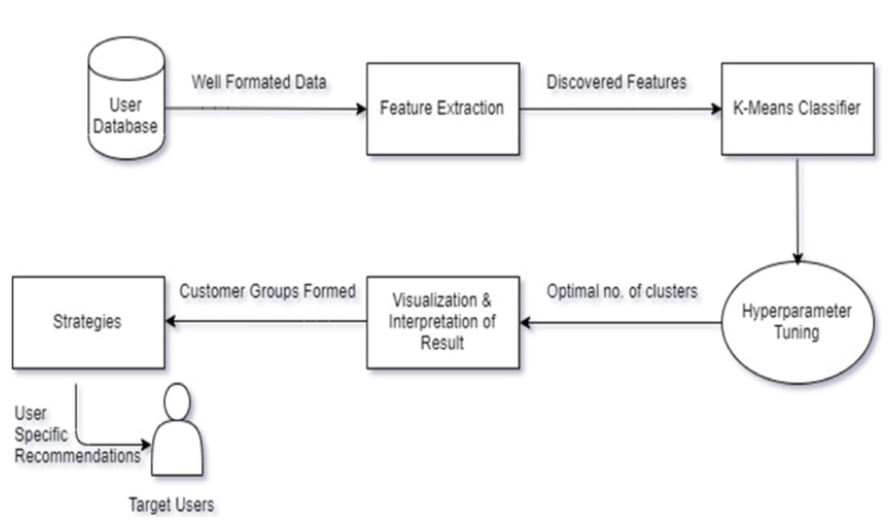 Well Formated Data
Discovered Features
User
Database
Feature Extraction
K-Means Classifier
Customer Groups Formed
Optimal no. of clusters
Strategies
Visualization &
Interpretation of
Result
Hyperparameter
Tuning
User
Specific
Recommendations
Target Users